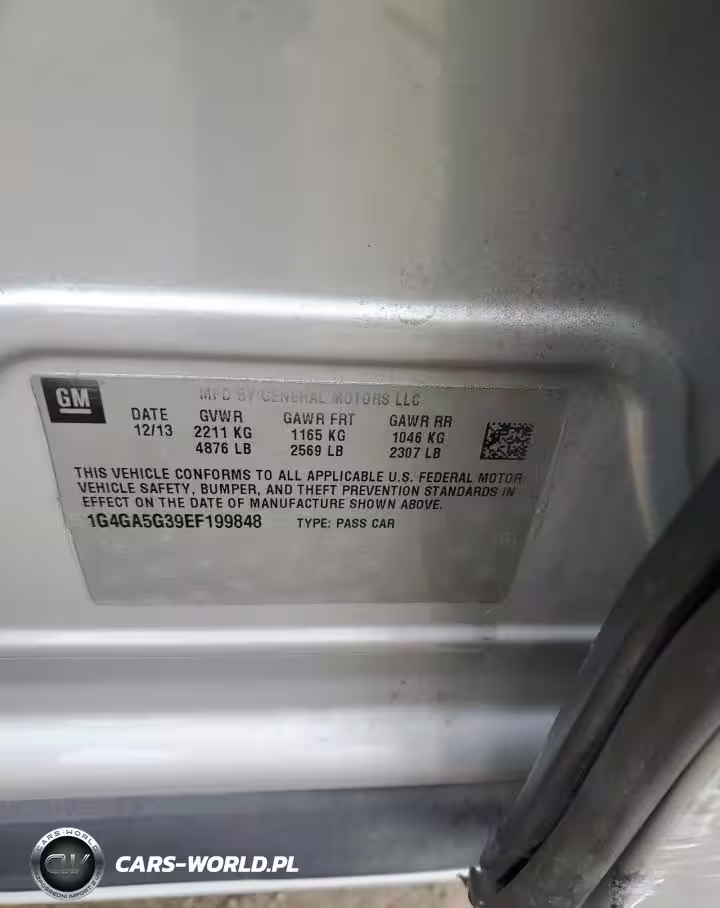 GM
MFD BY GENERAL MOTORS LLC
DATE GVWR GAWR FRT GAWR RR
12/13 2211 KG 1165 KG 1046 KG
4876 LB 2569 LB 2307 LB
THIS VEHICLE CONFORMS TO ALL APPLICABLE U.S. FEDERAL MOTOR
VEHICLE SAFETY, BUMPER, AND THEFT PREVENTION STANDARDS IN
EFFECT ON THE DATE OF MANUFACTURE SHOWN ABOVE.
1G4GA5G39EF199848 TYPE: PASS CAR
CARS-WORLD
CW
CARS-WORLD.PL